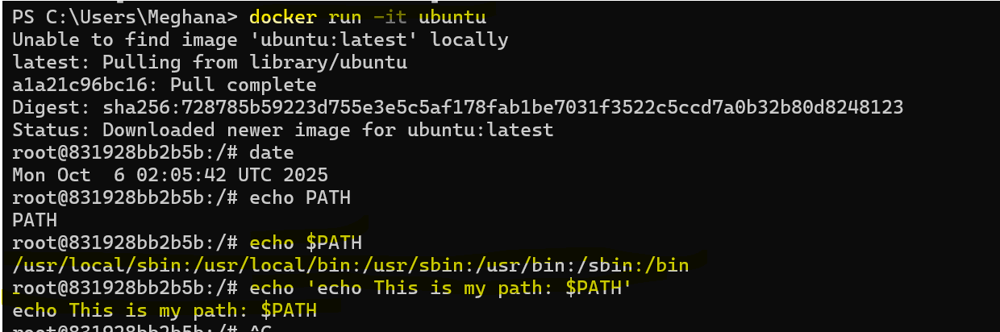 PS C:\Users\Meghana> docker run -it ubuntu
Unable to find image 'ubuntu:latest' locally
latest: Pulling from library/ubuntu
a1a21c96bc16: Pull complete
Digest: sha256:728785b59223d755e3e5c5af178fab1be7031f3522c5ccd7a0b32b80d8248123
Status: Downloaded newer image for ubuntu:latest
root@831928bb2b5b:/# date
Mon Oct  6 02:05:42 UTC 2025
root@831928bb2b5b:/# echo PATH
PATH
root@831928bb2b5b:/# echo $PATH
/usr/local/sbin:/usr/local/bin:/usr/sbin:/usr/bin:/sbin:/bin
root@831928bb2b5b:/# echo 'echo This is my path: $PATH'
echo This is my path: $PATH
root@831928bb2b5b:/# ^C